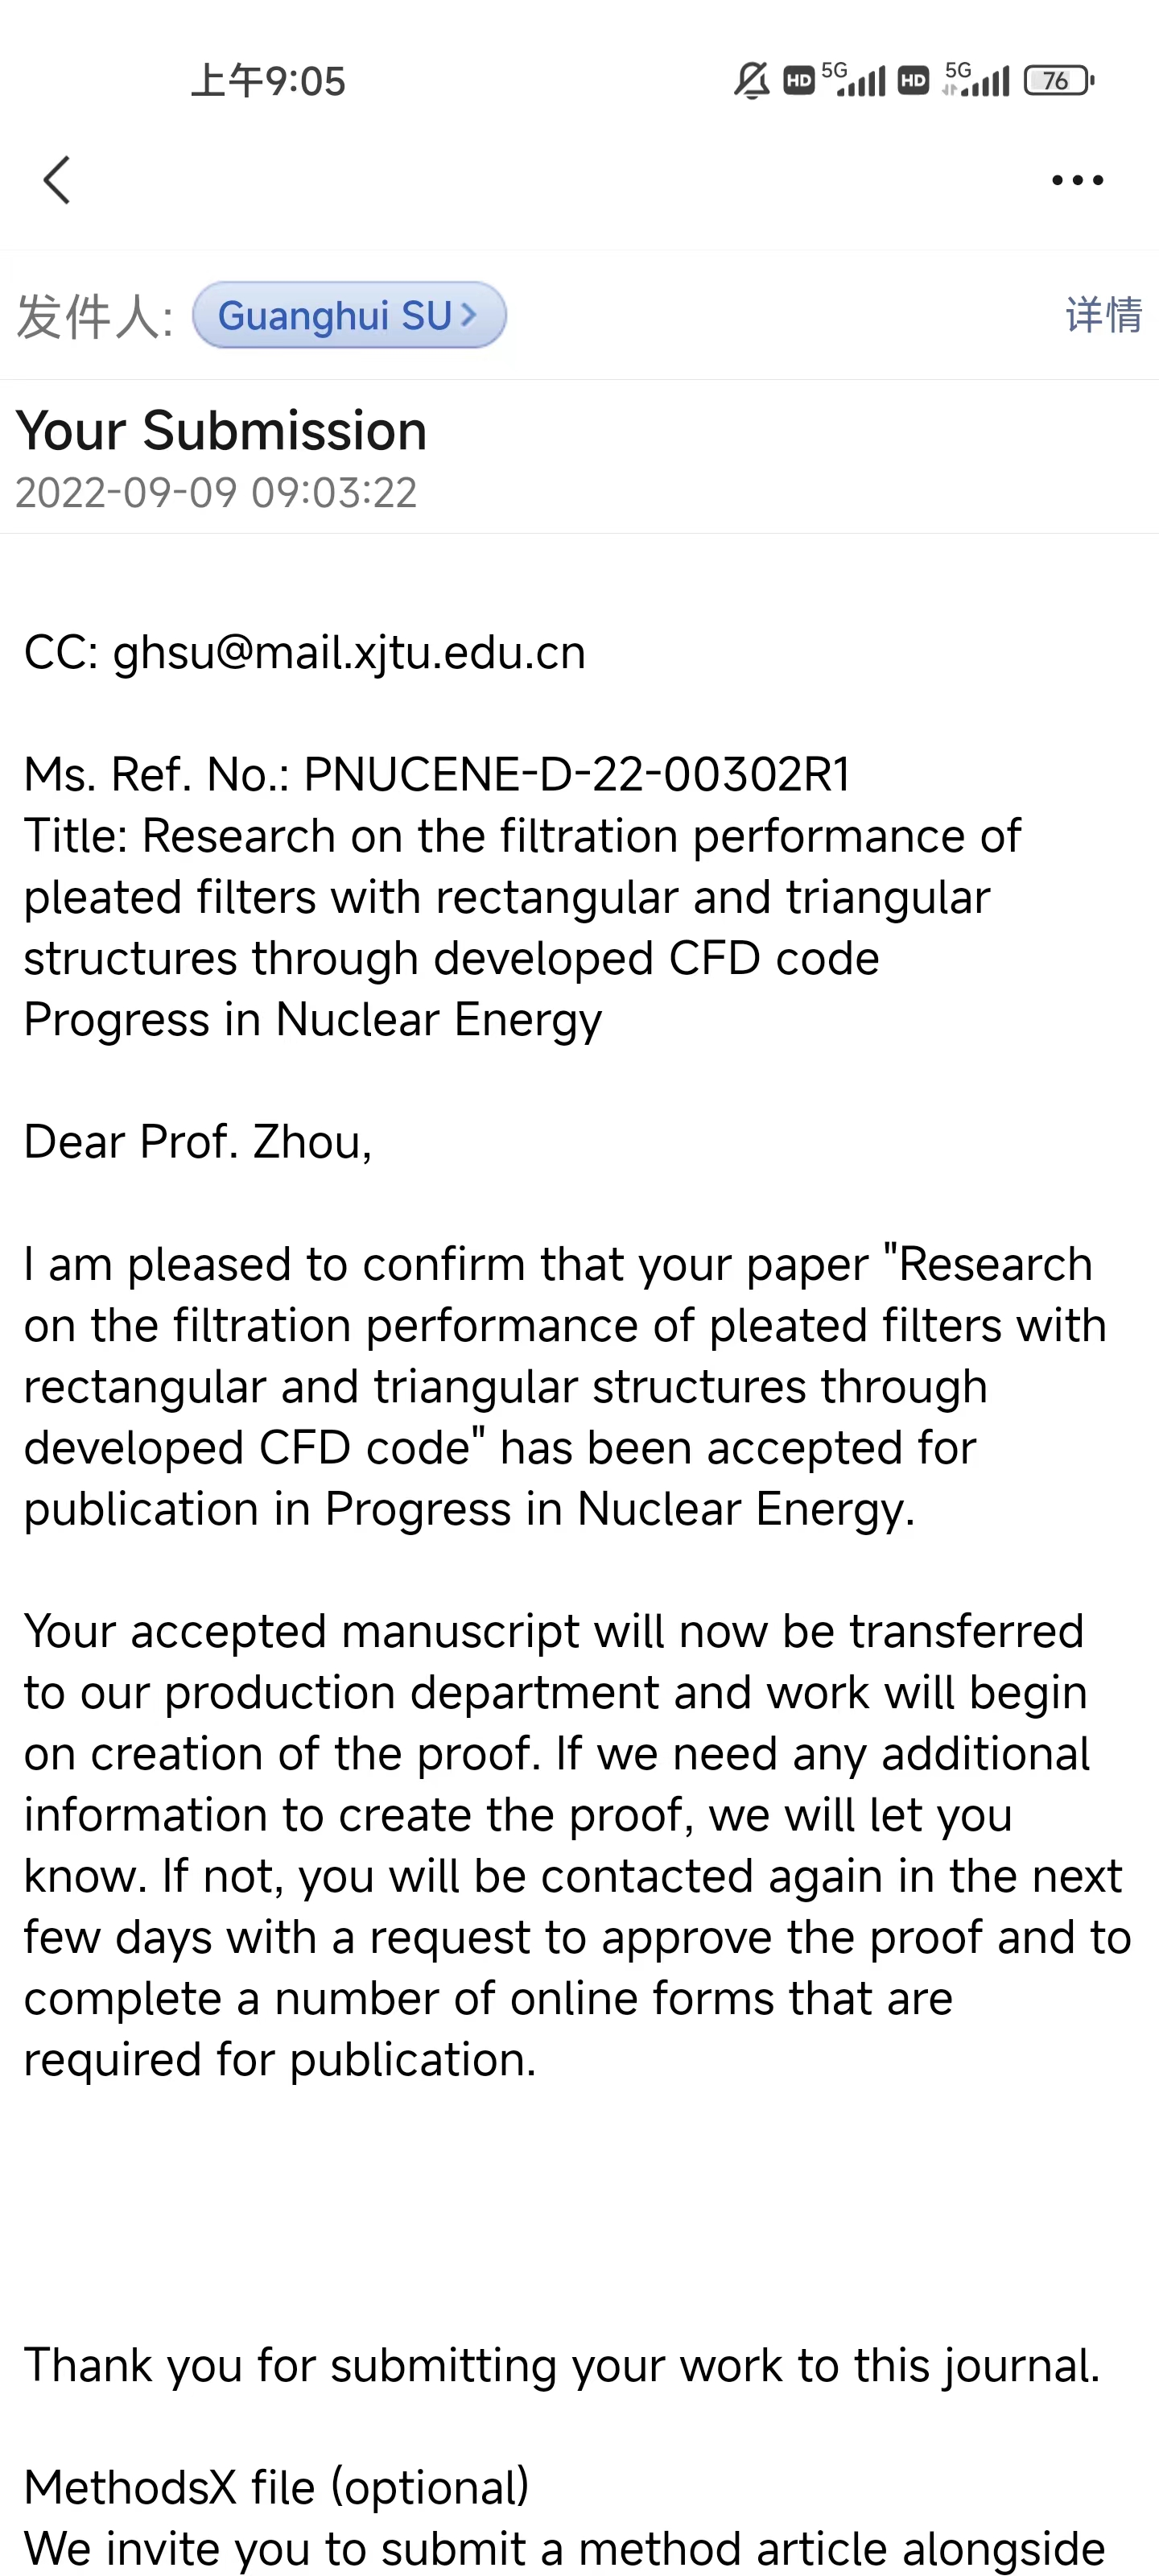 上午9:05
HD 5G HD 5G 76
发件人: Guanghui SU
详情
Your Submission
2022-09-09 09:03:22
CC: ghsu@mail.xjtu.edu.cn
Ms. Ref. No.: PNUCENE-D-22-00302R1
Title: Research on the filtration performance of
pleated filters with rectangular and triangular
structures through developed CFD code
Progress in Nuclear Energy
Dear Prof. Zhou,
I am pleased to confirm that your paper "Research
on the filtration performance of pleated filters with
rectangular and triangular structures through
developed CFD code" has been accepted for
publication in Progress in Nuclear Energy.
Your accepted manuscript will now be transferred
to our production department and work will begin
on creation of the proof. If we need any additional
information to create the proof, we will let you
know. If not, you will be contacted again in the next
few days with a request to approve the proof and to
complete a number of online forms that are
required for publication.
Thank you for submitting your work to this journal.
MethodsX file (optional)
We invite you to submit a method article alongside